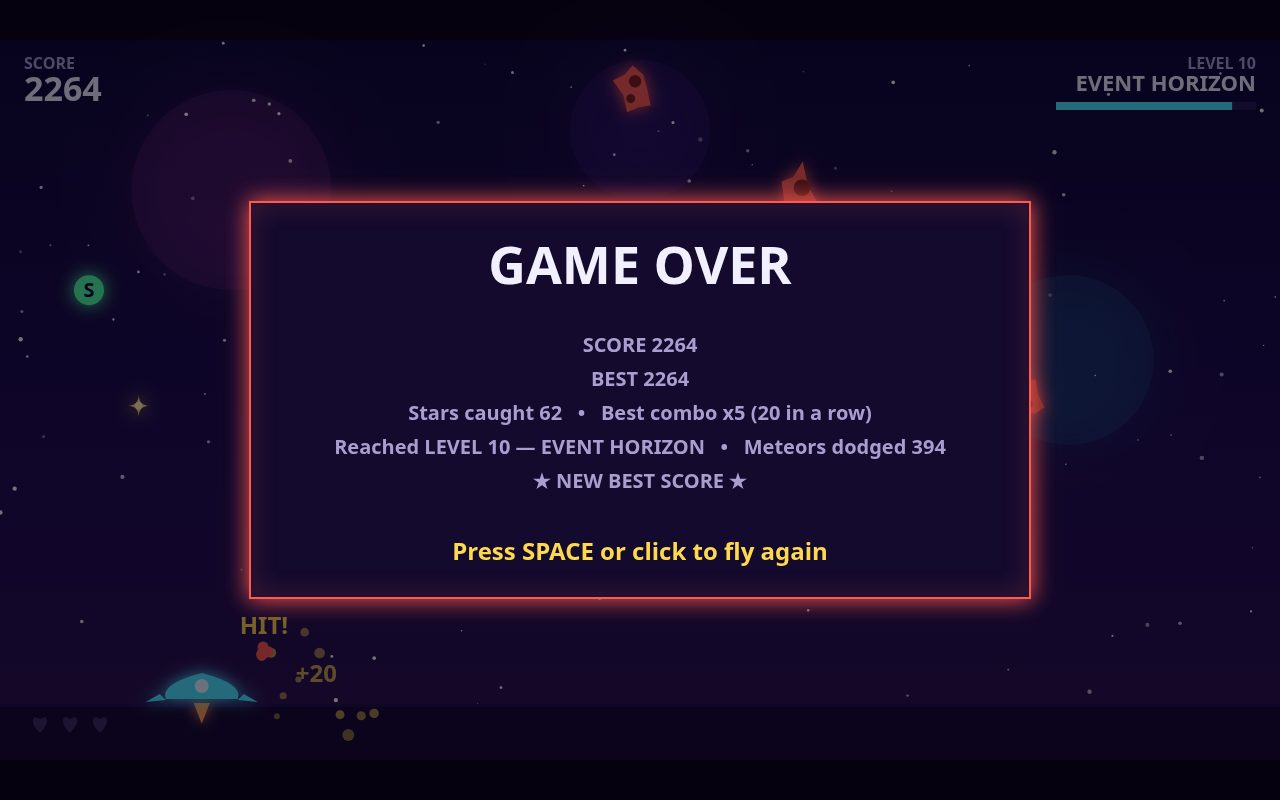 SCORE
2264
LEVEL 10
EVENT HORIZON
S
GAME OVER
SCORE 2264
BEST 2264
Stars caught 62 • Best combo x5 (20 in a row)
Reached LEVEL 10 — EVENT HORIZON • Meteors dodged 394
★ NEW BEST SCORE ★
Press SPACE or click to fly again
HIT!
+20